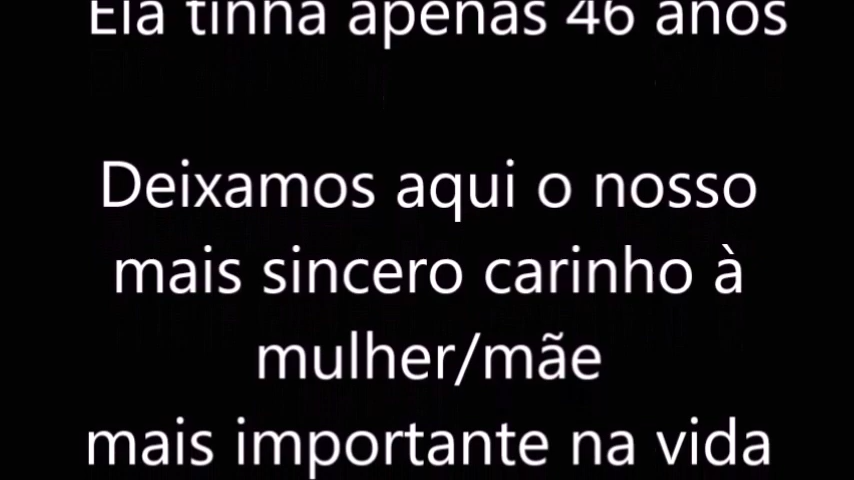 Ela tinha apenas 46 anos
Deixamos aqui o nosso
mais sincero carinho à
mulher/mãe
mais importante na vida